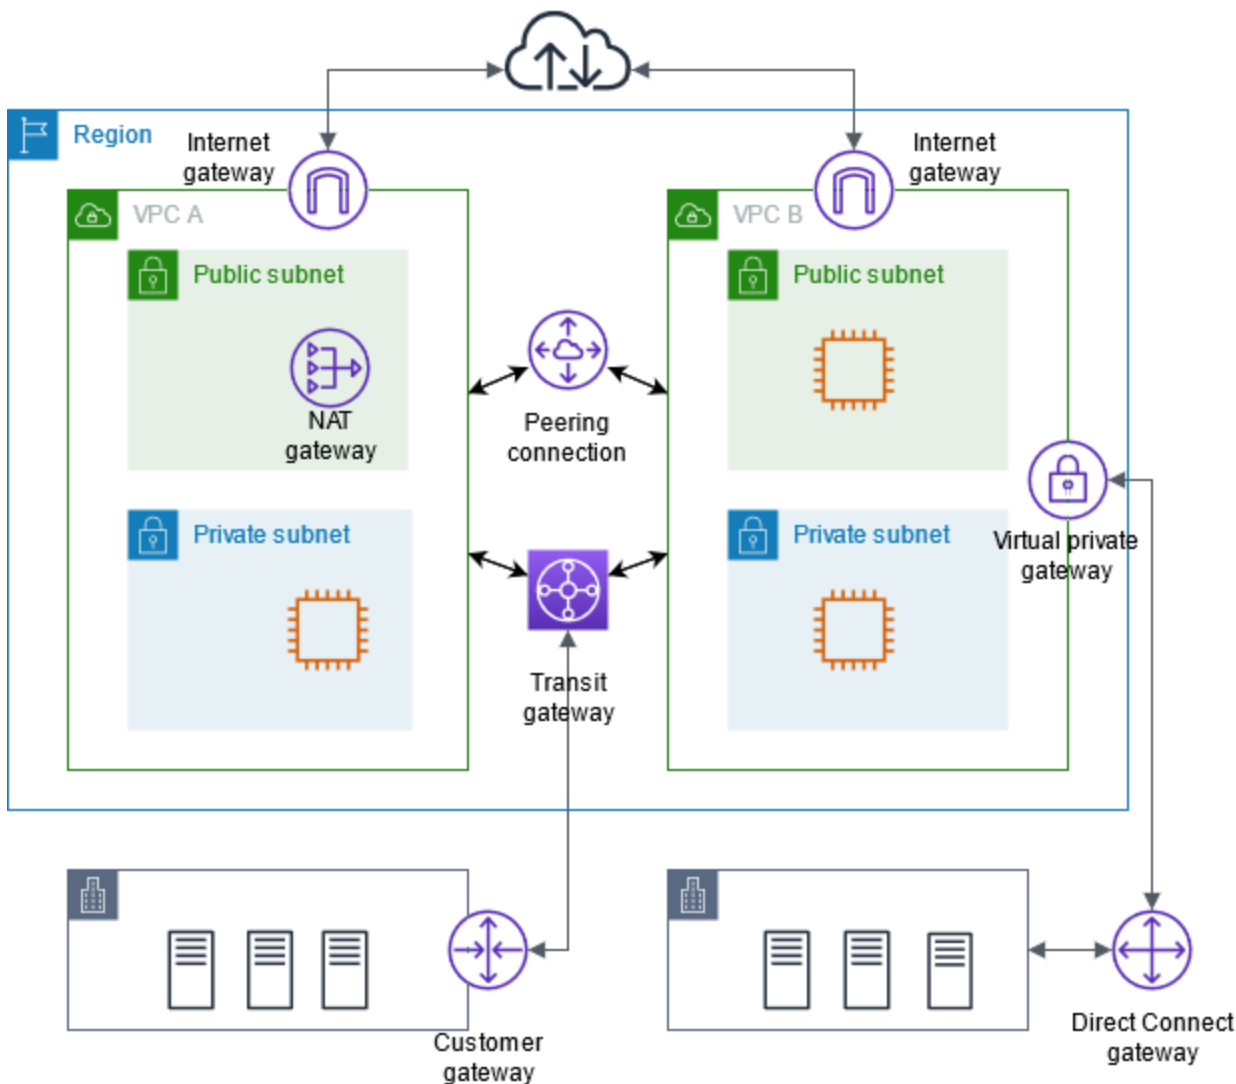 Region
Internet
gateway
Internet
gateway
VPC A
VPC B
Public subnet
Public subnet
NAT
gateway
Peering
connection
Private subnet
Private subnet
Virtual private
gateway
Transit
gateway
Customer
gateway
Direct Connect
gateway